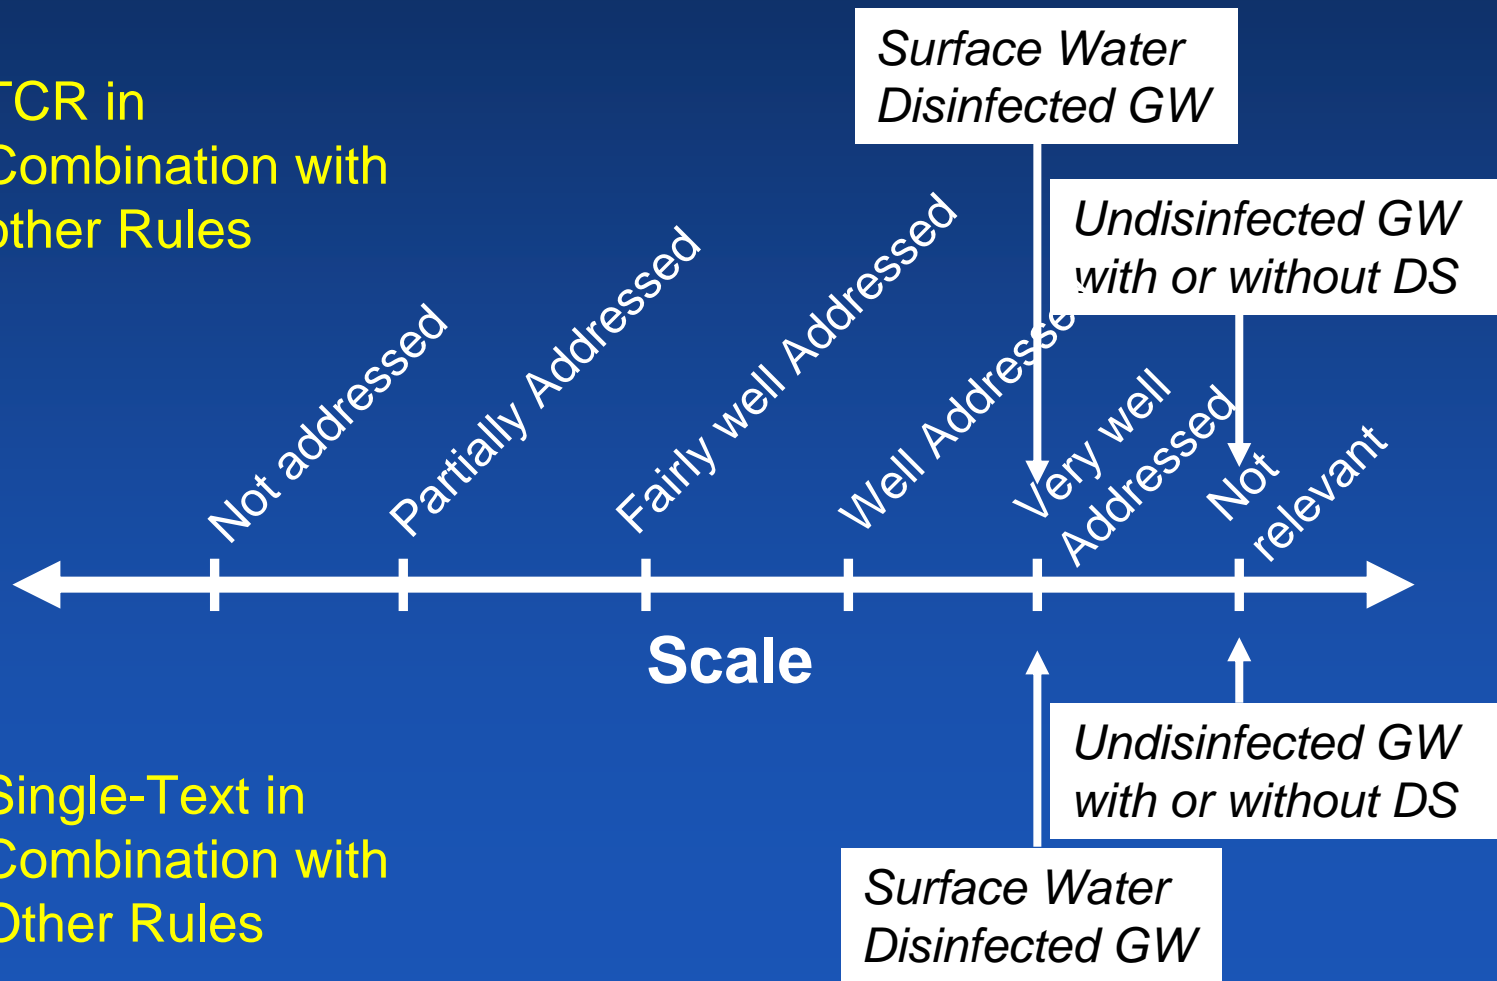 TCR in
Combination with
other Rules
Surface Water
Disinfected GW
Undisinfected GW
with or without DS
Not addressed
Partially Addressed
Fairly well Addressed
Well Addressed
Very well
Addressed
Not
relevant
Scale
Single-Text in
Combination with
Other Rules
Undisinfected GW
with or without DS
Surface Water
Disinfected GW